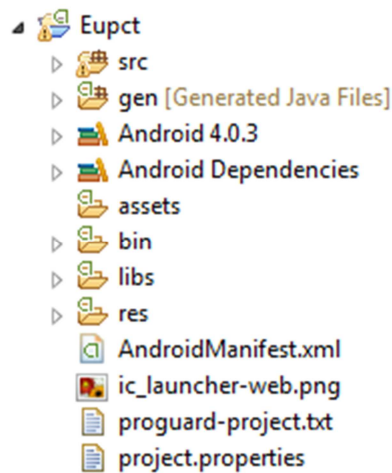 Eupct
src
gen [Generated Java Files]
Android 4.0.3
Android Dependencies
assets
bin
libs
res
AndroidManifest.xml
ic_launcher-web.png
proguard-project.txt
project.properties